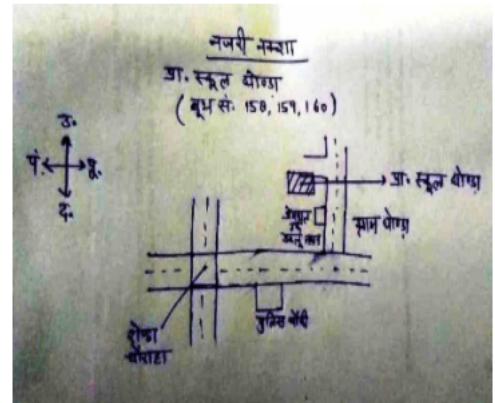 नजरी नक्शा
प्रा. स्कूल घोण्डा
( बूथ सं. 158, 159, 160 )
उ.
पं. पू.
द.
प्रा. स्कूल घोण्डा
ग्राम घोण्डा
चौराहा
पुलिस चौकी